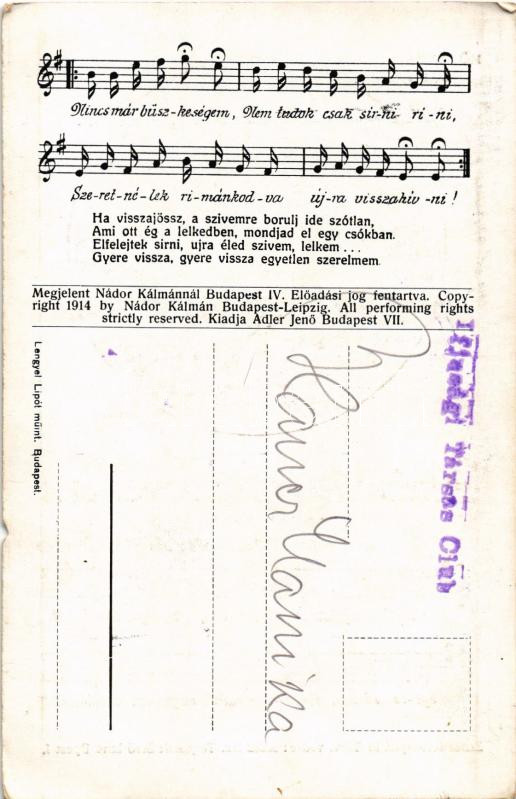 Nincs már büsz-keségem, Nem tudok csak sir-ni- ri-ni,
Sze-ret-né-lek ri-mánkod-va új-ra visszahiv-ni!
Ha visszajössz, a szivemre borulj ide szótlan,
Ami ott ég a lelkedben, mondjad el egy csókban.
Elfelejtek sirni, ujra éled szivem, lelkem . . .
Gyere vissza, gyere vissza egyetlen szerelmem.
Megjelent Nádor Kálmánnál Budapest IV. Előadási jog fentartva. Copy-
right 1914 by Nádor Kálmán Budapest-Leipzig. All performing rights
strictly reserved. Kiadja Adler Jenő Budapest VII.
Lengyel Lipót műint. Budapest.
Ifjusági Társas Club